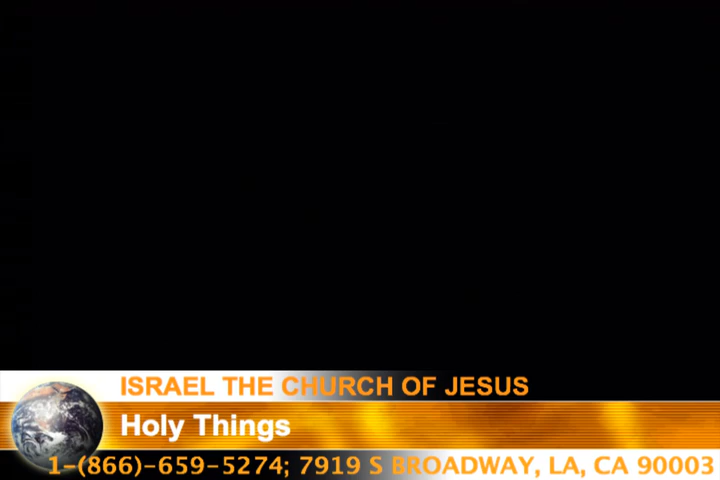 ISRAEL THE CHURCH OF JESUS
Holy Things
1-(866)-659-5274; 7919 S BROADWAY, LA, CA 90003